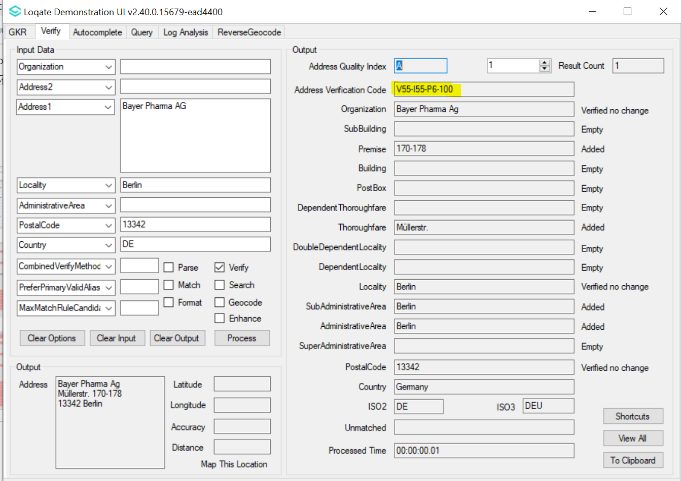 Loqate Demonstration UI v2.40.0.15679-ead4400
GKR Verify Autocomplete Query Log Analysis ReverseGeocode
Input Data
Organization
Address2
Address1 Bayer Pharma AG
Locality Berlin
AdministrativeArea
PostalCode 13342
Country DE
CombinedVerifyMethoc Parse Verify
PreferPrimaryValidAlias Match Search
MaxMatchRuleCandida Format Geocode
Enhance
Clear Options Clear Input Clear Output Process
Output
Address Bayer Pharma Ag
Müllerstr. 170-178
13342 Berlin
Latitude
Longitude
Accuracy
Distance
Map This Location
Output
Address Quality Index A 1 Result Count 1
Address Verification Code V55-I55-P6-100
Organization Bayer Pharma Ag Verified no change
SubBuilding Empty
Premise 170-178 Added
Building Empty
PostBox Empty
DependentThoroughfare Empty
Thoroughfare Müllerstr. Added
DoubleDependentLocality Empty
DependentLocality Empty
Locality Berlin Verified no change
SubAdministrativeArea Berlin Added
AdministrativeArea Berlin Added
SuperAdministrativeArea Empty
PostalCode 13342 Verified no change
Country Germany
ISO2 DE ISO3 DEU
Unmatched
Processed Time 00:00:00.01
Shortcuts
View All
To Clipboard